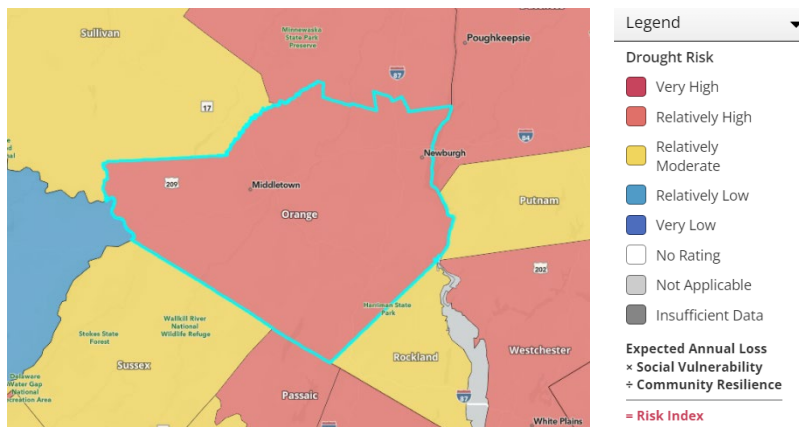 Sullivan
Minnewaska
State Park
Preserve
Poughkeepsie
87
17
84
Newburgh
209
Middletown
Orange
Putnam
202
Harriman State
Park
Wallkill River
National
Wildlife Refuge
Stokes State
Forest
Sussex
Rockland
Westchester
Delaware
Water Gap
National
Recreation Area
Passaic
87
White Plains
Legend
Drought Risk
Very High
Relatively High
Relatively
Moderate
Relatively Low
Very Low
No Rating
Not Applicable
Insufficient Data
Expected Annual Loss
× Social Vulnerability
÷ Community Resilience
= Risk Index